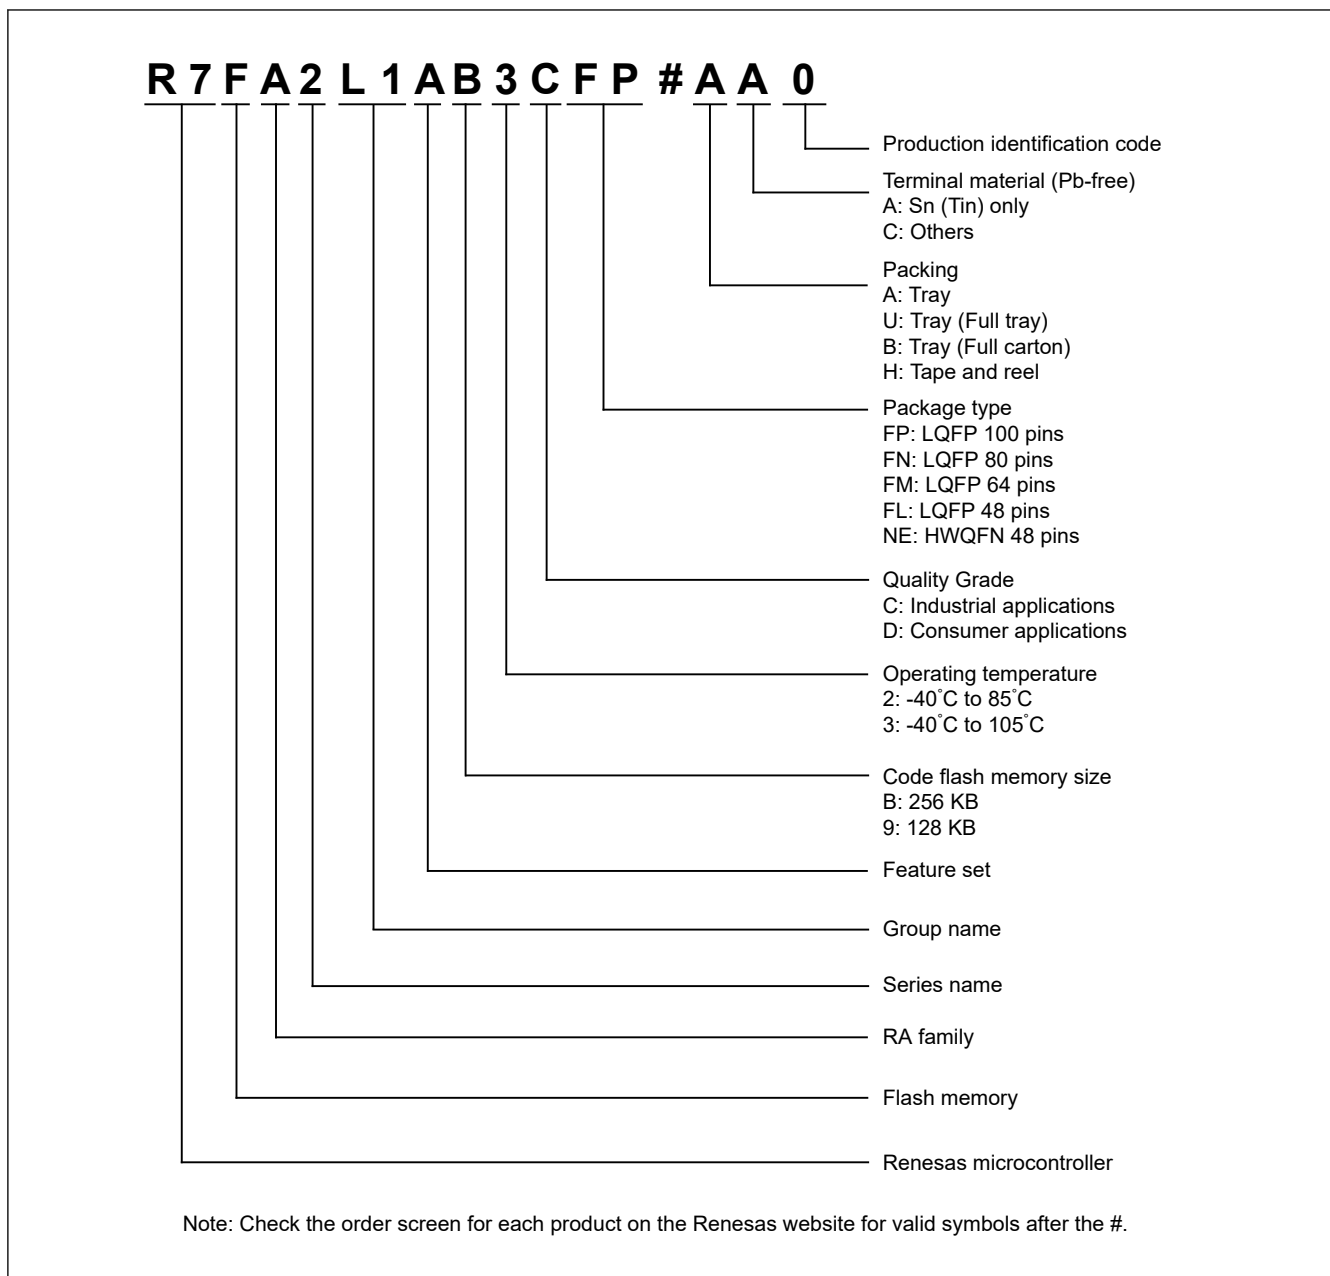 R7FA2L1AB3CFP#AA0
Production identification code
Terminal material (Pb-free)
A: Sn (Tin) only
C: Others
Packing
A: Tray
U: Tray (Full tray)
B: Tray (Full carton)
H: Tape and reel
Package type
FP: LQFP 100 pins
FN: LQFP 80 pins
FM: LQFP 64 pins
FL: LQFP 48 pins
NE: HWQFN 48 pins
Quality Grade
C: Industrial applications
D: Consumer applications
Operating temperature
2: -40°C to 85°C
3: -40°C to 105°C
Code flash memory size
B: 256 KB
9: 128 KB
Feature set
Group name
Series name
RA family
Flash memory
Renesas microcontroller
Note: Check the order screen for each product on the Renesas website for valid symbols after the #.